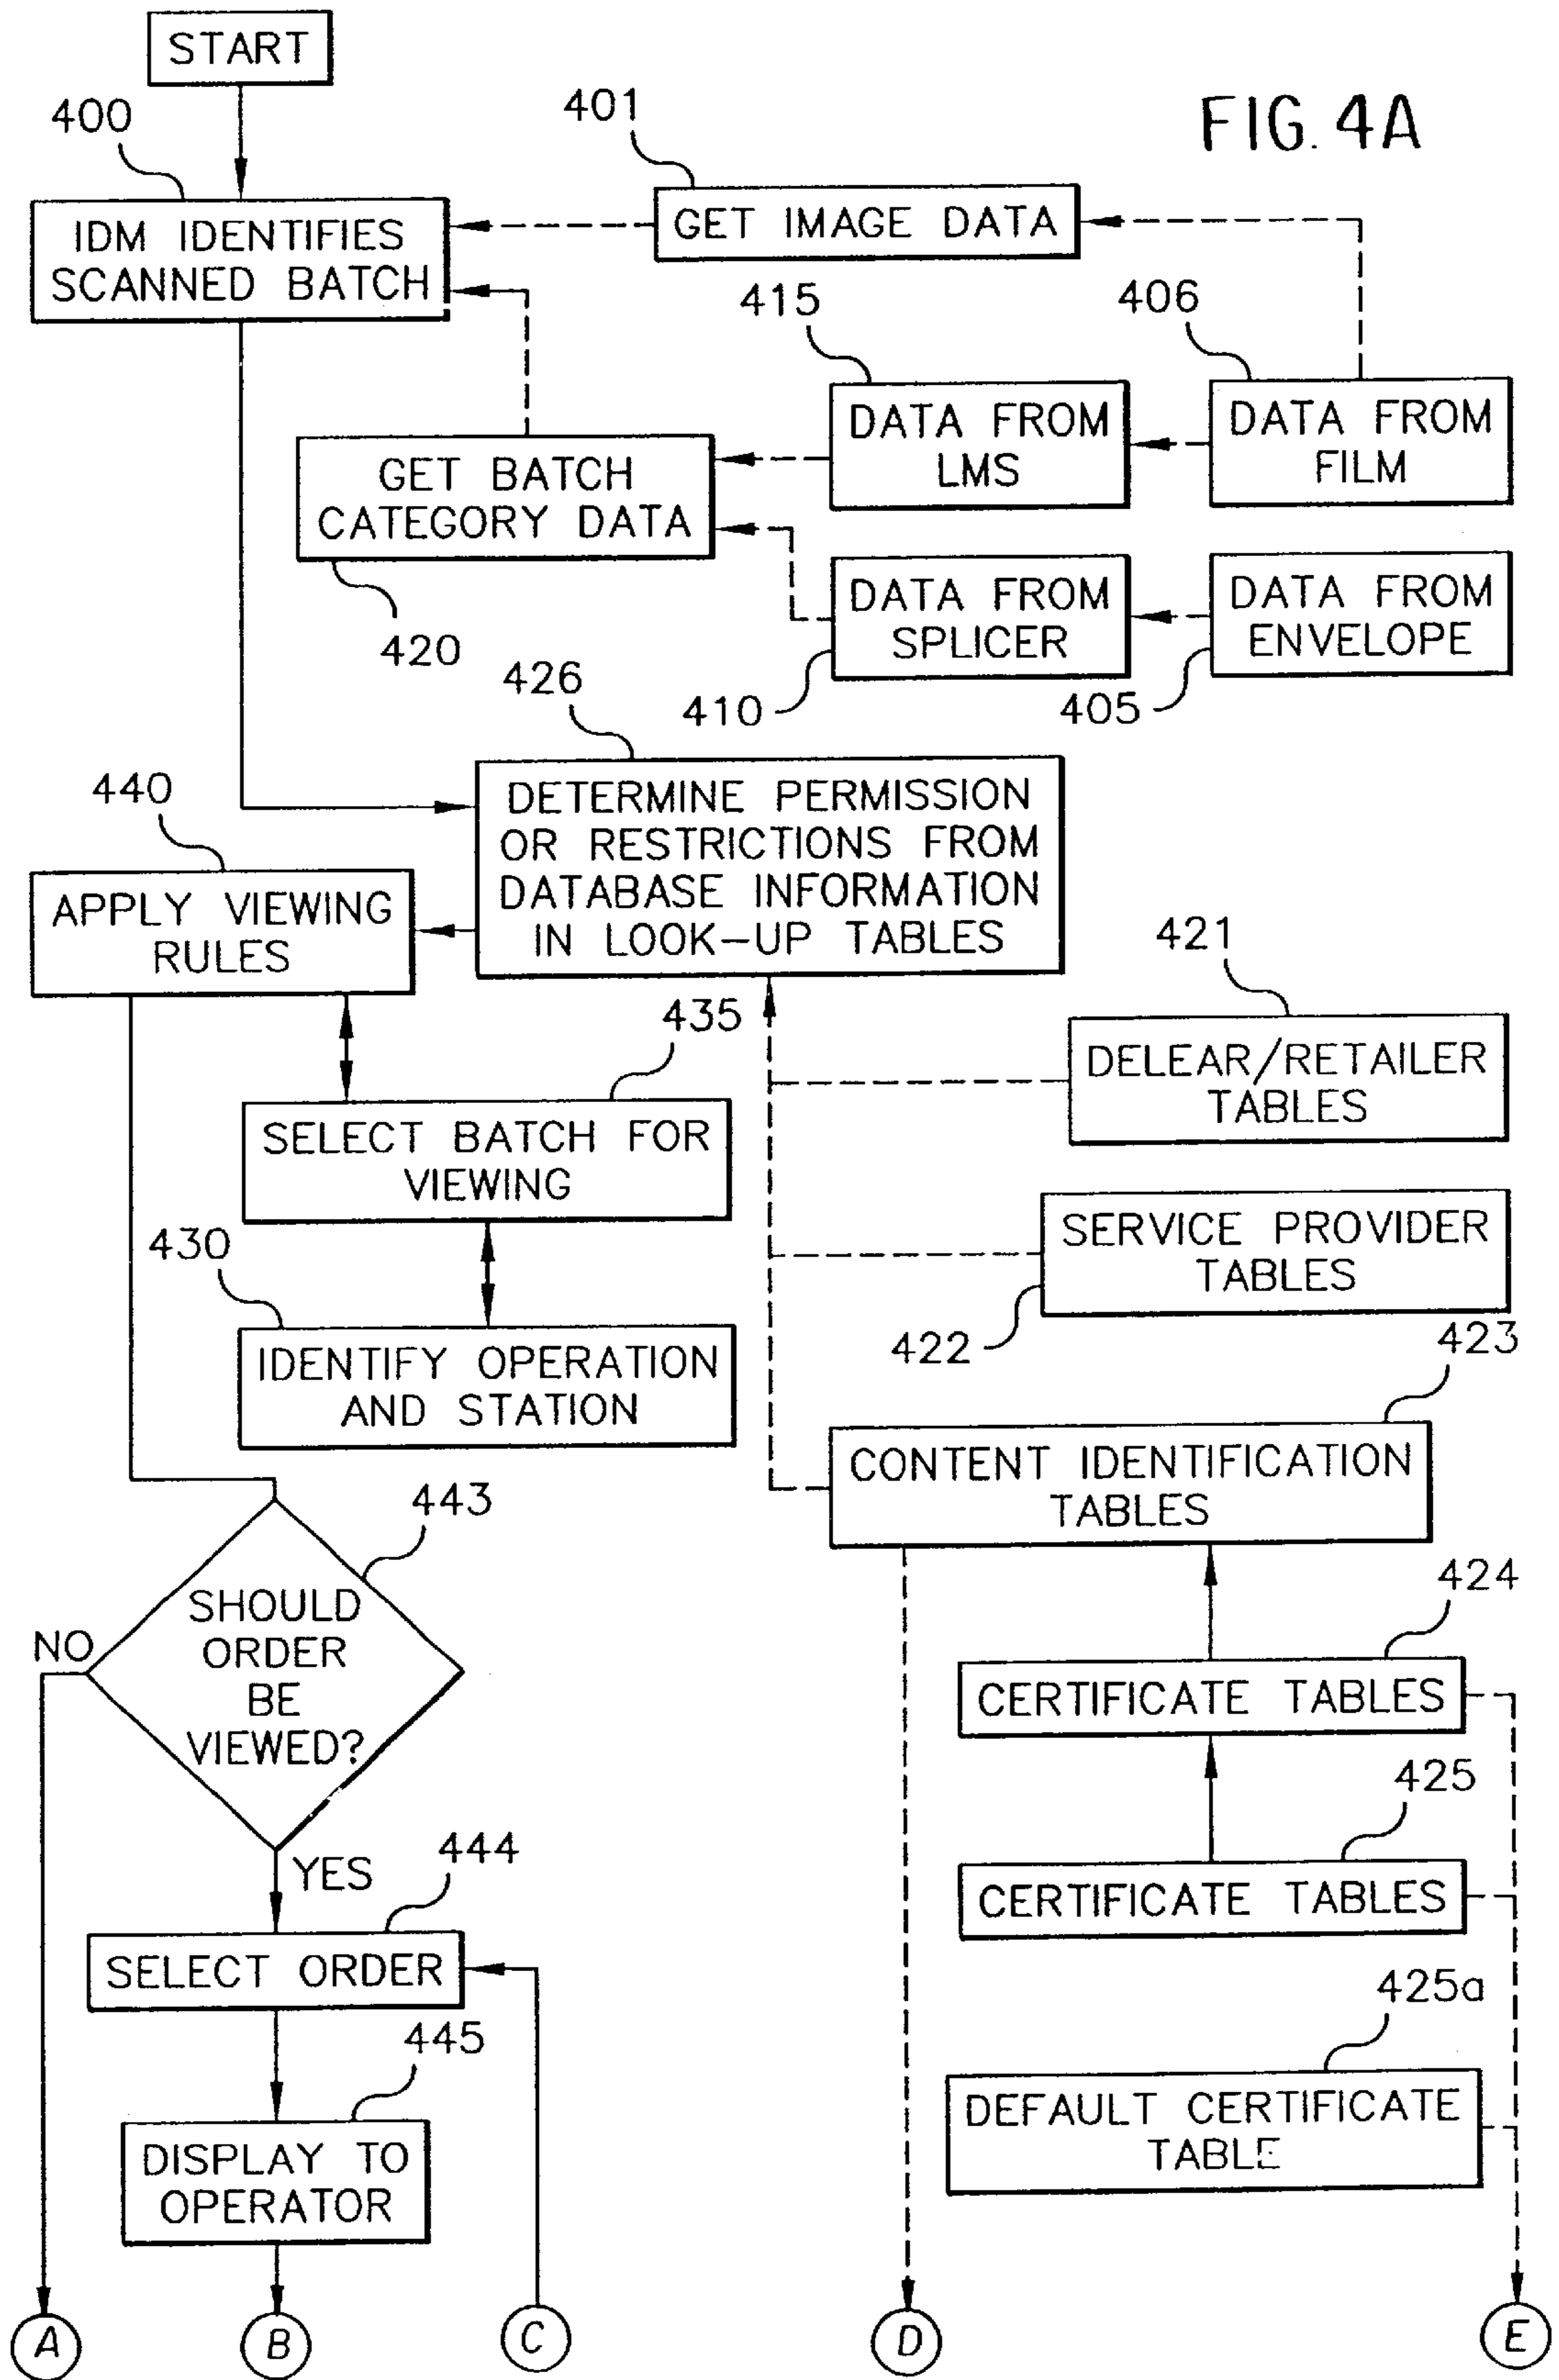 START
FIG. 4A
400
401
IDM IDENTIFIES
SCANNED BATCH
GET IMAGE DATA
415
406
DATA FROM
LMS
DATA FROM
FILM
GET BATCH
CATEGORY DATA
420
DATA FROM
SPLICER
DATA FROM
ENVELOPE
410
405
426
DETERMINE PERMISSION
OR RESTRICTIONS FROM
DATABASE INFORMATION
IN LOOK-UP TABLES
440
APPLY VIEWING
RULES
421
DELEAR/RETAILER
TABLES
435
SELECT BATCH FOR
VIEWING
SERVICE PROVIDER
TABLES
422
430
IDENTIFY OPERATION
AND STATION
423
CONTENT IDENTIFICATION
TABLES
443
SHOULD
ORDER
BE
VIEWED?
NO
YES
424
CERTIFICATE TABLES
425
CERTIFICATE TABLES
444
SELECT ORDER
425a
DEFAULT CERTIFICATE
TABLE
445
DISPLAY TO
OPERATOR
A
B
C
D
E